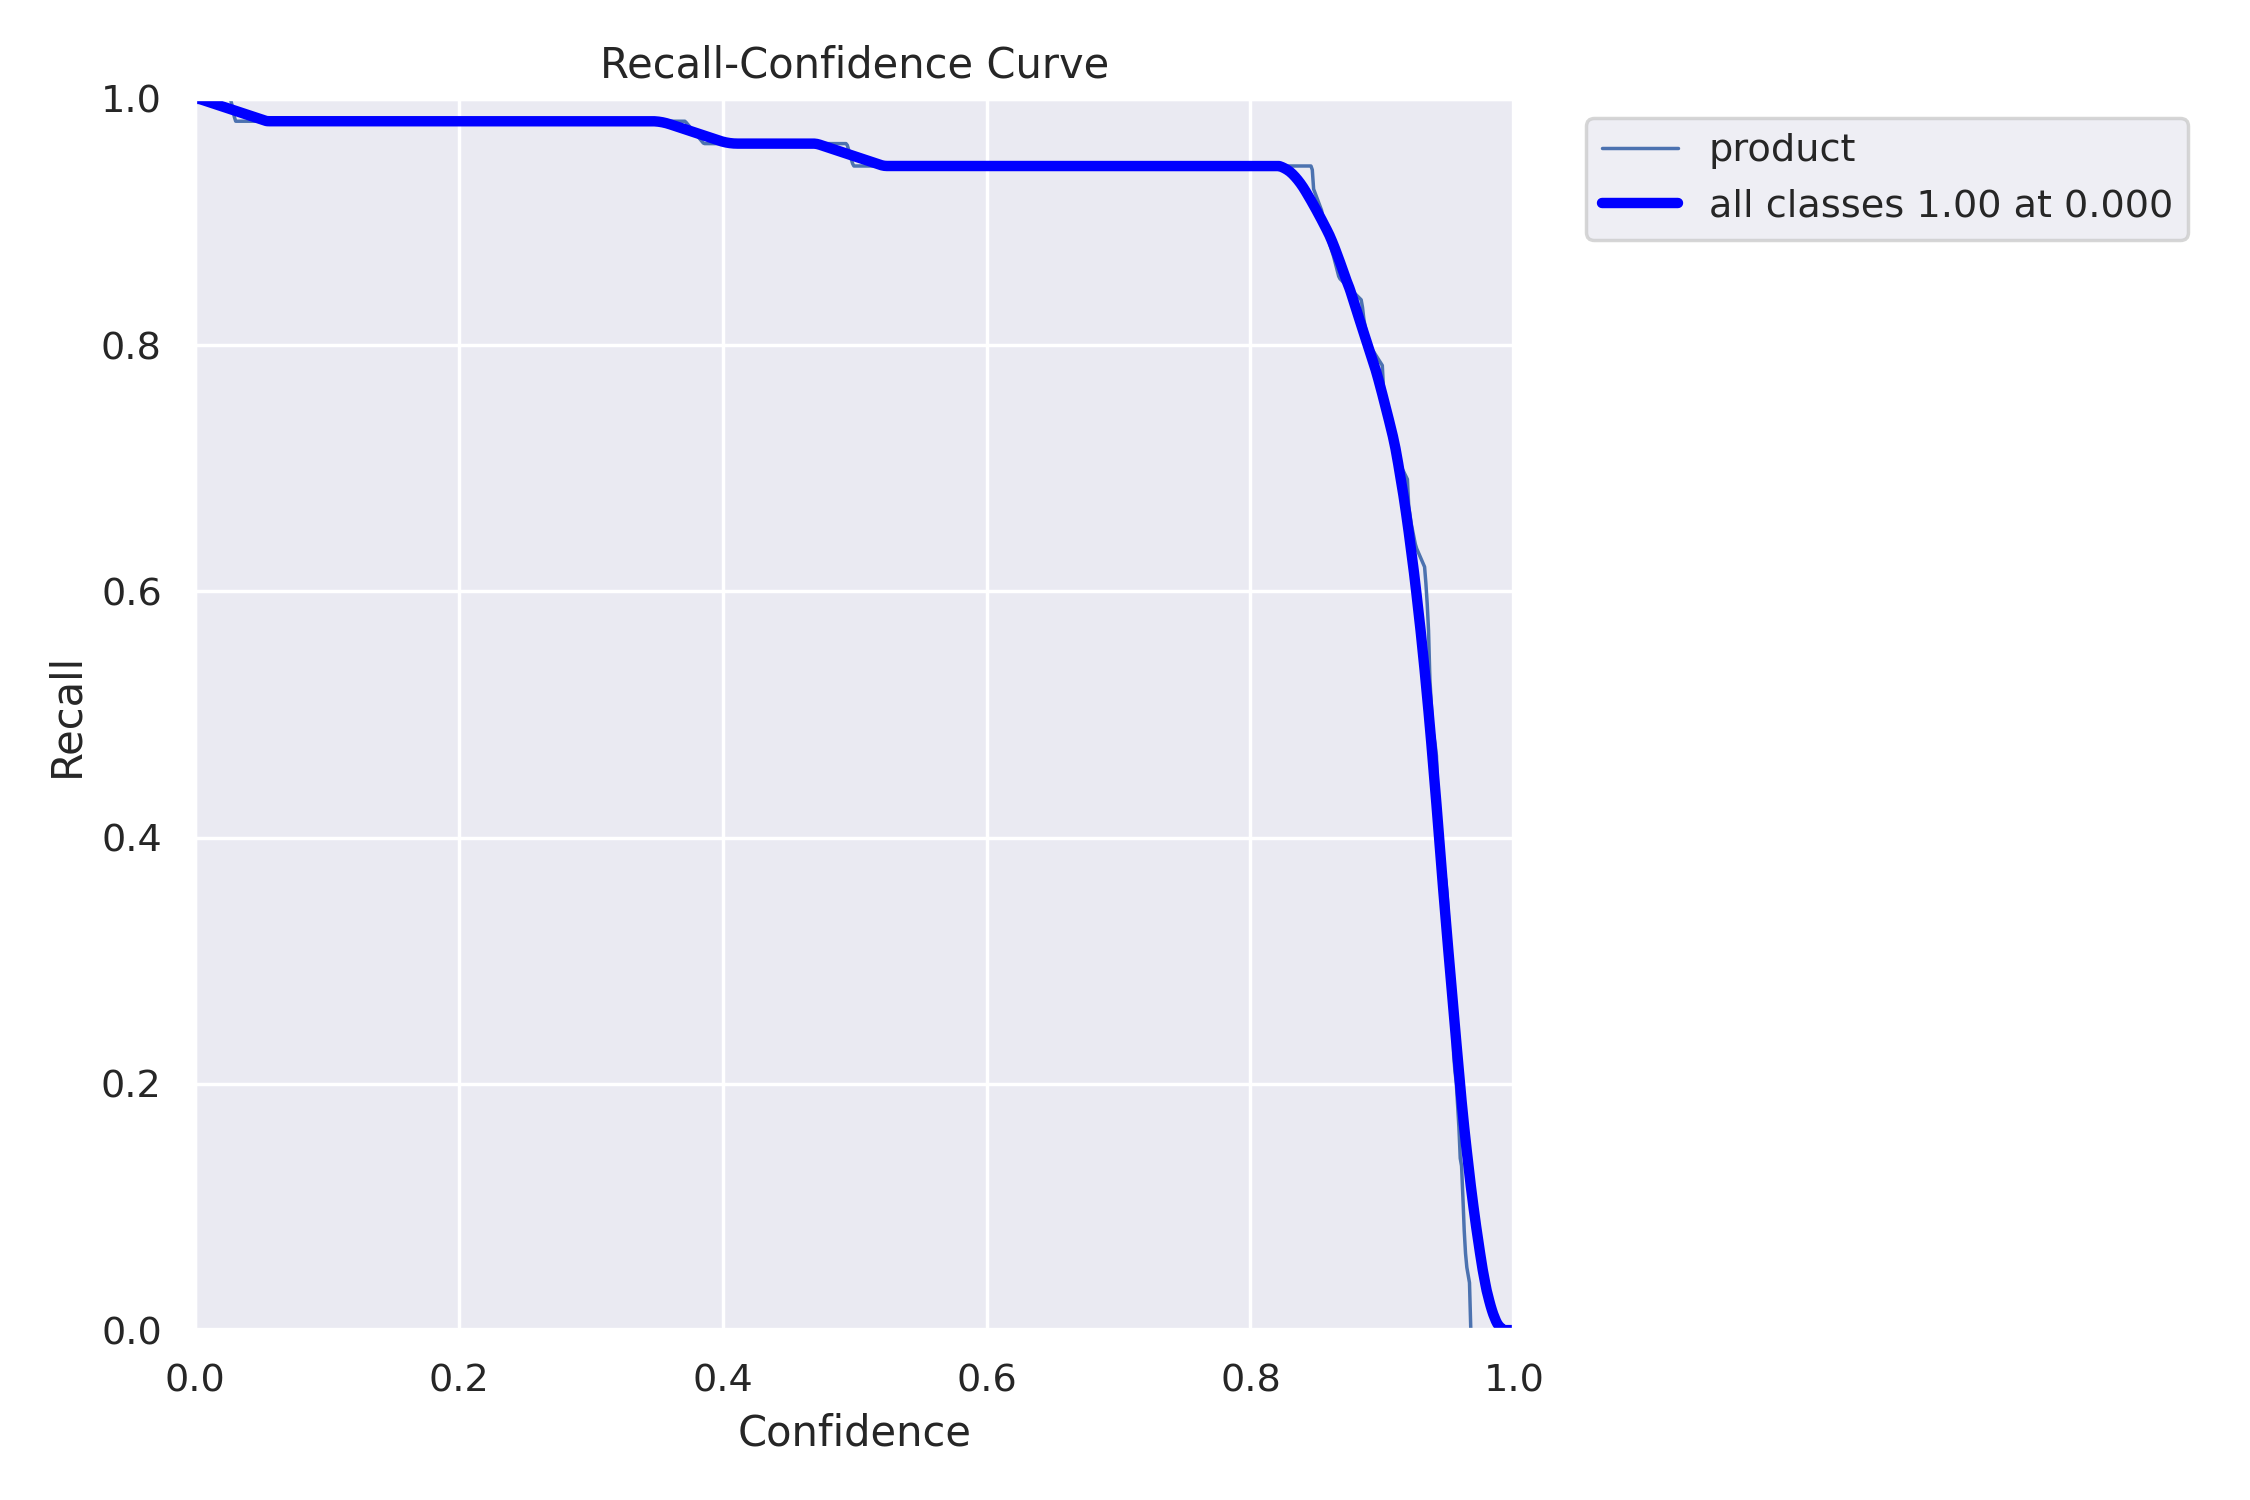 Recall-Confidence Curve
1.0
0.8
0.6
0.4
0.2
0.0
Recall
0.0 0.2 0.4 0.6 0.8 1.0
Confidence
product
all classes 1.00 at 0.000